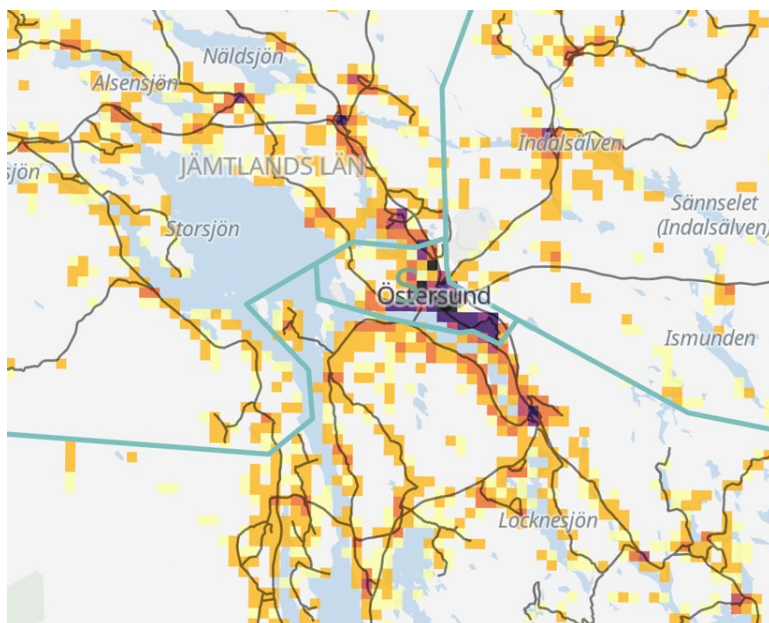 Näldsjön
Alsensjön
Indalsälven
JÄMTLANDS LÄN
sjön
Sännselet
(Indalsälven)
Storsjön
Östersund
Ismunden
Locknesjön